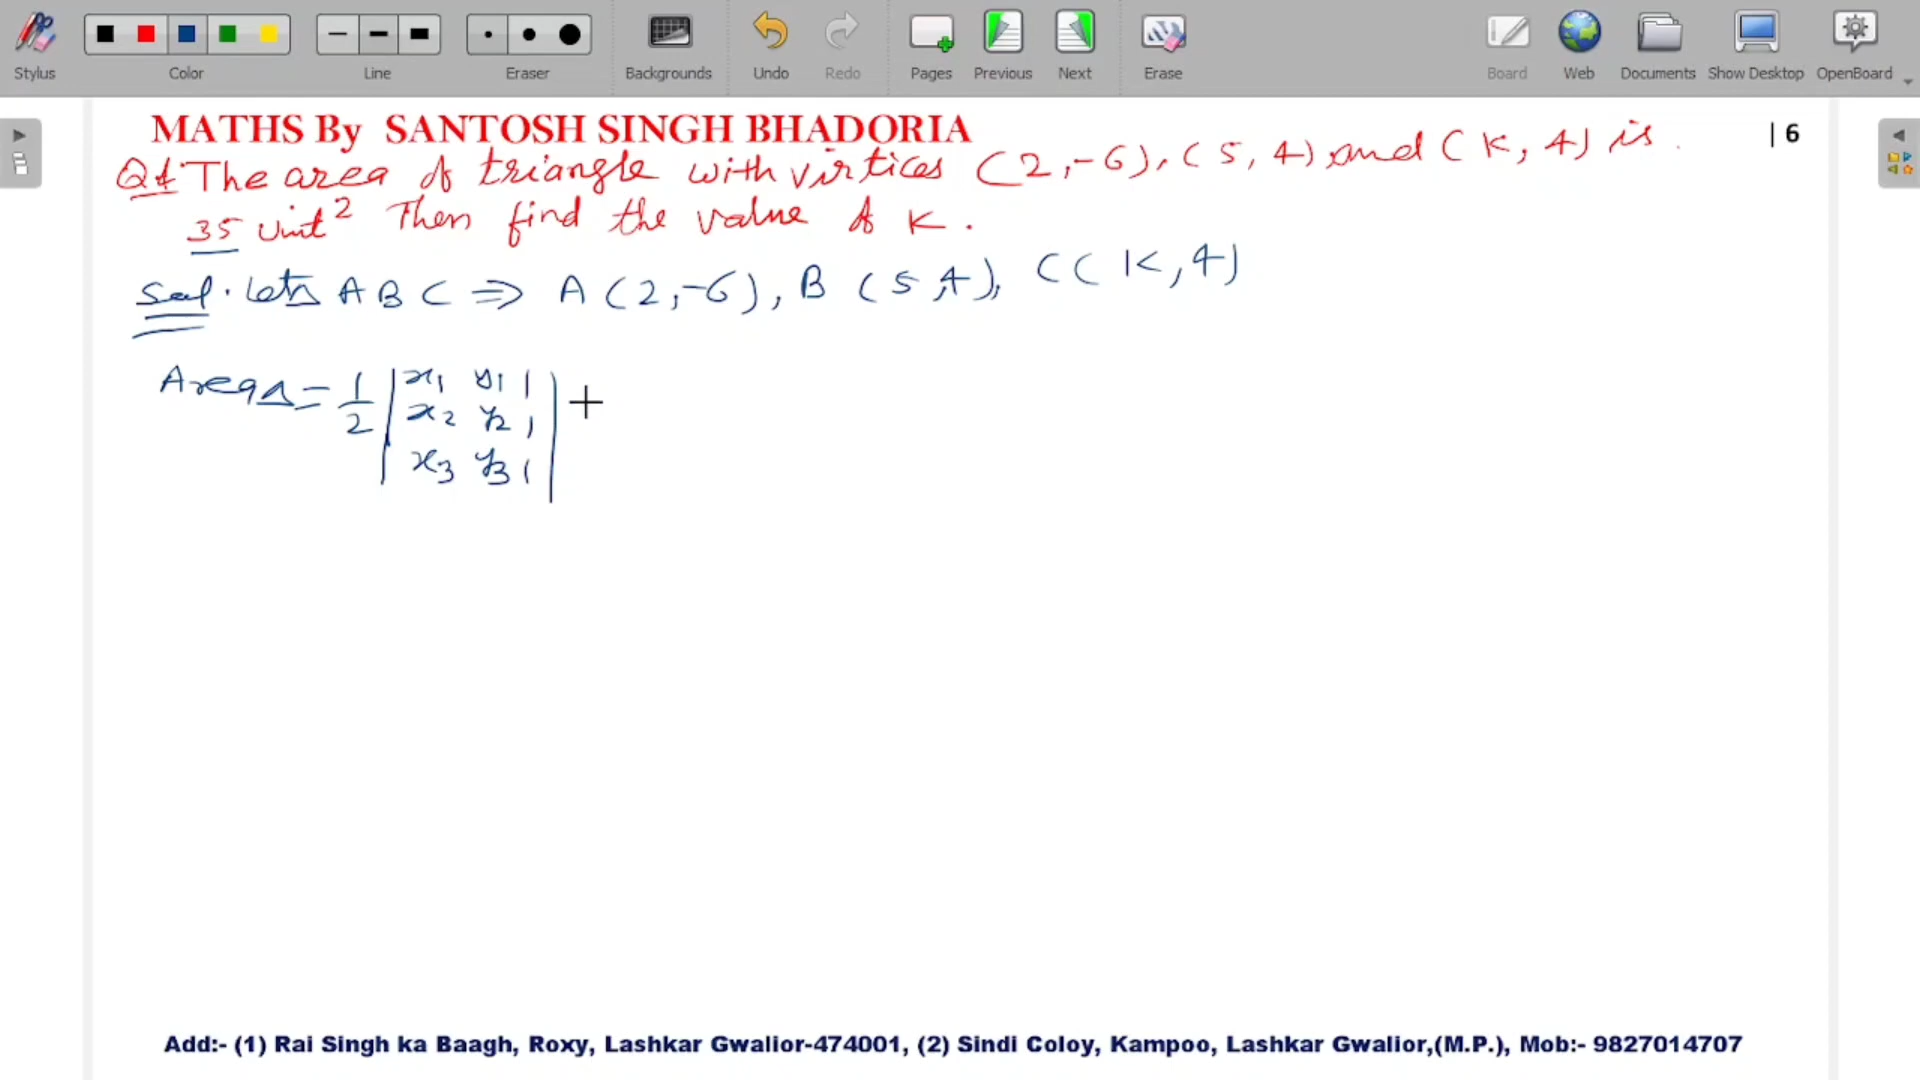 Stylus Color Line Eraser Backgrounds Undo Redo Pages Previous Next Erase Board Web Documents Show Desktop OpenBoard
MATHS By SANTOSH SINGH BHADORIA
| 6
The area of triangle with virtices (2,-6), (5, 4) and (K, 4) is
35 unit² Then find the value of K.
Sol. let ABC ⇒ A(2,-6), B(5,4), C(K,4)
Area Δ = 1/2 | x₁ y₁ 1
x₂ y₂ 1
x₃ y₃ 1 |
Add:- (1) Rai Singh ka Baagh, Roxy, Lashkar Gwalior-474001, (2) Sindi Coloy, Kampoo, Lashkar Gwalior,(M.P.), Mob:- 9827014707